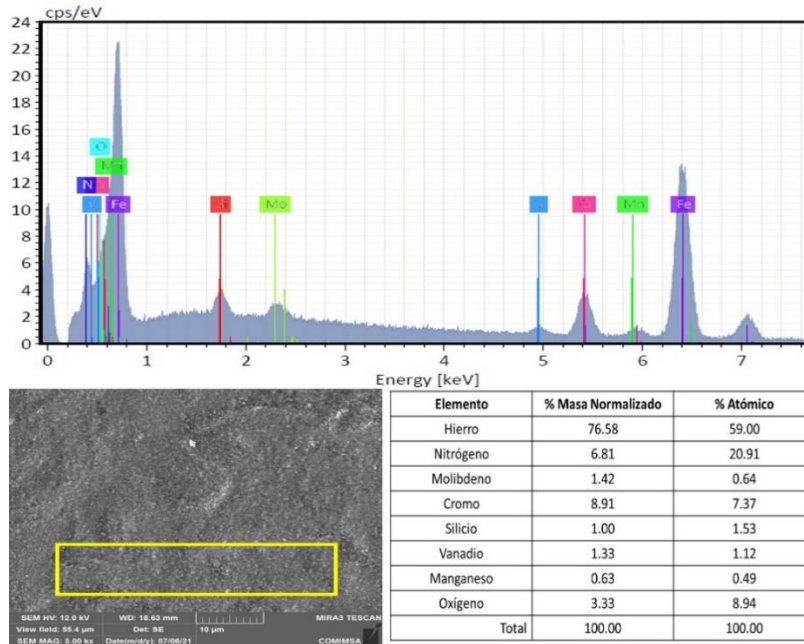 cps/eV
24
22
20
18
16
14
12
10
8
6
4
2
0
O
Mn
N
Fe
V
Si
Mo
V
Cr
Mn
Fe
0 1 2 3 4 5 6 7
Energy [keV]
Elemento % Masa Normalizado % Atómico
Hierro 76.58 59.00
Nitrógeno 6.81 20.91
Molibdeno 1.42 0.64
Cromo 8.91 7.37
Silicio 1.00 1.53
Vanadio 1.33 1.12
Manganeso 0.63 0.49
Oxígeno 3.33 8.94
Total 100.00 100.00
SEM HV: 12.0 kV WD: 18.63 mm MIRA3 TESCAN
View field: 55.4 µm Det: SE 10 µm
SEM MAG: 5.00 kx Date(m/d/y): 07/06/21 COMIMSA